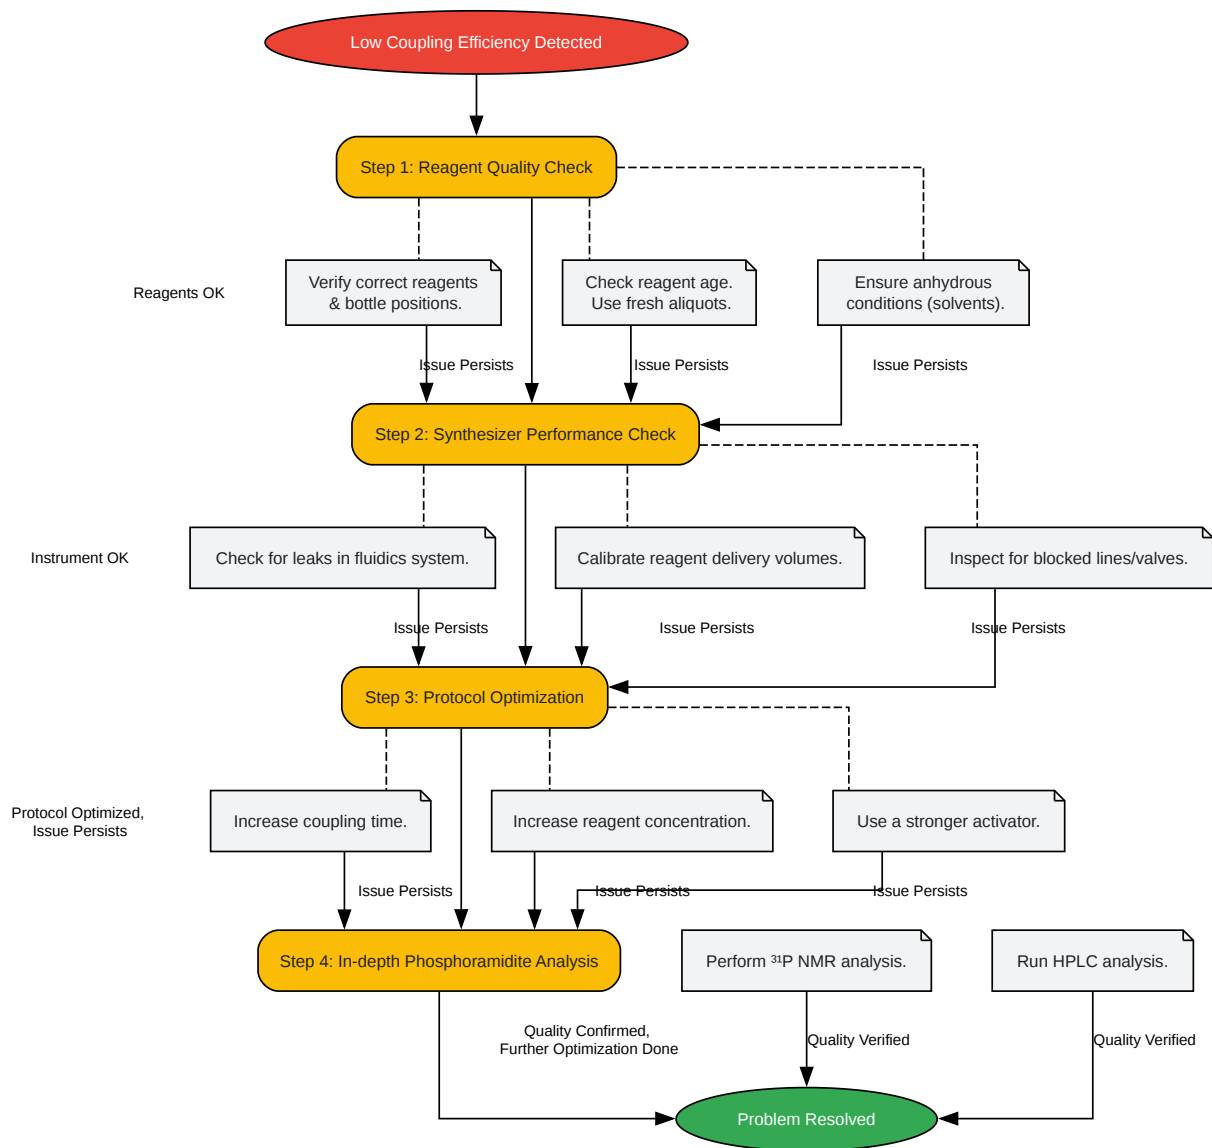 Low Coupling Efficiency Detected
Step 1: Reagent Quality Check
Reagents OK
Verify correct reagents
& bottle positions.
Check reagent age.
Use fresh aliquots.
Ensure anhydrous
conditions (solvents).
Issue Persists
Issue Persists
Issue Persists
Step 2: Synthesizer Performance Check
Instrument OK
Check for leaks in fluidics system.
Calibrate reagent delivery volumes.
Inspect for blocked lines/valves.
Issue Persists
Issue Persists
Issue Persists
Step 3: Protocol Optimization
Protocol Optimized,
Issue Persists
Increase coupling time.
Increase reagent concentration.
Use a stronger activator.
Issue Persists
Issue Persists
Issue Persists
Step 4: In-depth Phosphoramidite Analysis
Perform ³¹P NMR analysis.
Run HPLC analysis.
Quality Confirmed,
Further Optimization Done
Quality Verified
Quality Verified
Problem Resolved